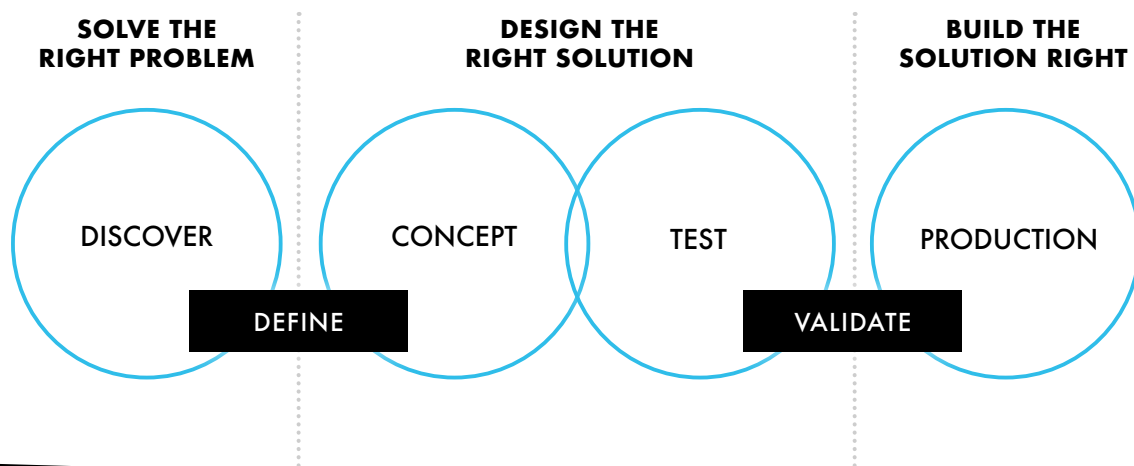 SOLVE THE
RIGHT PROBLEM
DESIGN THE
RIGHT SOLUTION
BUILD THE
SOLUTION RIGHT
DISCOVER
CONCEPT
TEST
PRODUCTION
DEFINE
VALIDATE